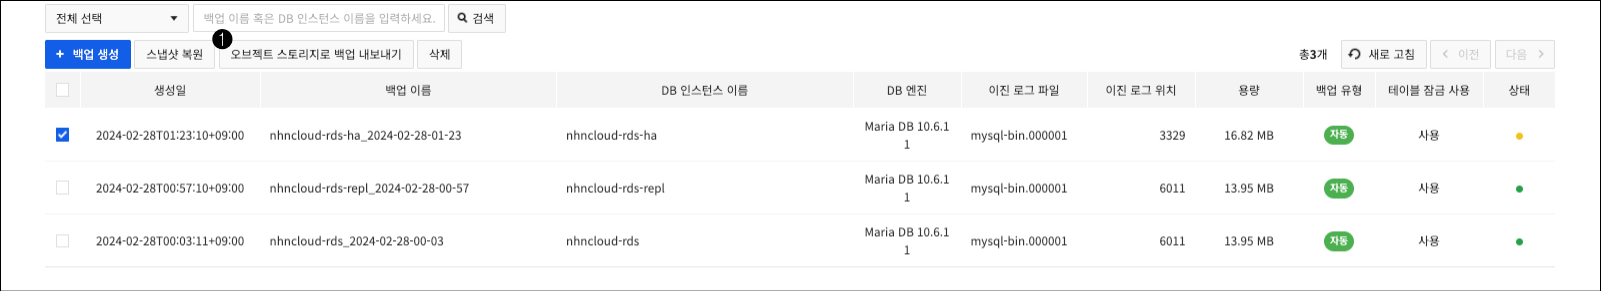 전체 선택 백업 이름 혹은 DB 인스턴스 이름을 입력하세요. 검색
1
+ 백업 생성 스냅샷 복원 오브젝트 스토리지로 백업 내보내기 삭제 총3개 새로 고침 이전 다음
생성일 백업 이름 DB 인스턴스 이름 DB 엔진 이진 로그 파일 이진 로그 위치 용량 백업 유형 테이블 잠금 사용 상태
2024-02-28T01:23:10+09:00 nhncloud-rds-ha_2024-02-28-01-23 nhncloud-rds-ha Maria DB 10.6.1 mysql-bin.000001 3329 16.82 MB 자동 사용
1
2024-02-28T00:57:10+09:00 nhncloud-rds-repl_2024-02-28-00-57 nhncloud-rds-repl Maria DB 10.6.1 mysql-bin.000001 6011 13.95 MB 자동 사용
1
2024-02-28T00:03:11+09:00 nhncloud-rds_2024-02-28-00-03 nhncloud-rds Maria DB 10.6.1 mysql-bin.000001 6011 13.95 MB 자동 사용
1